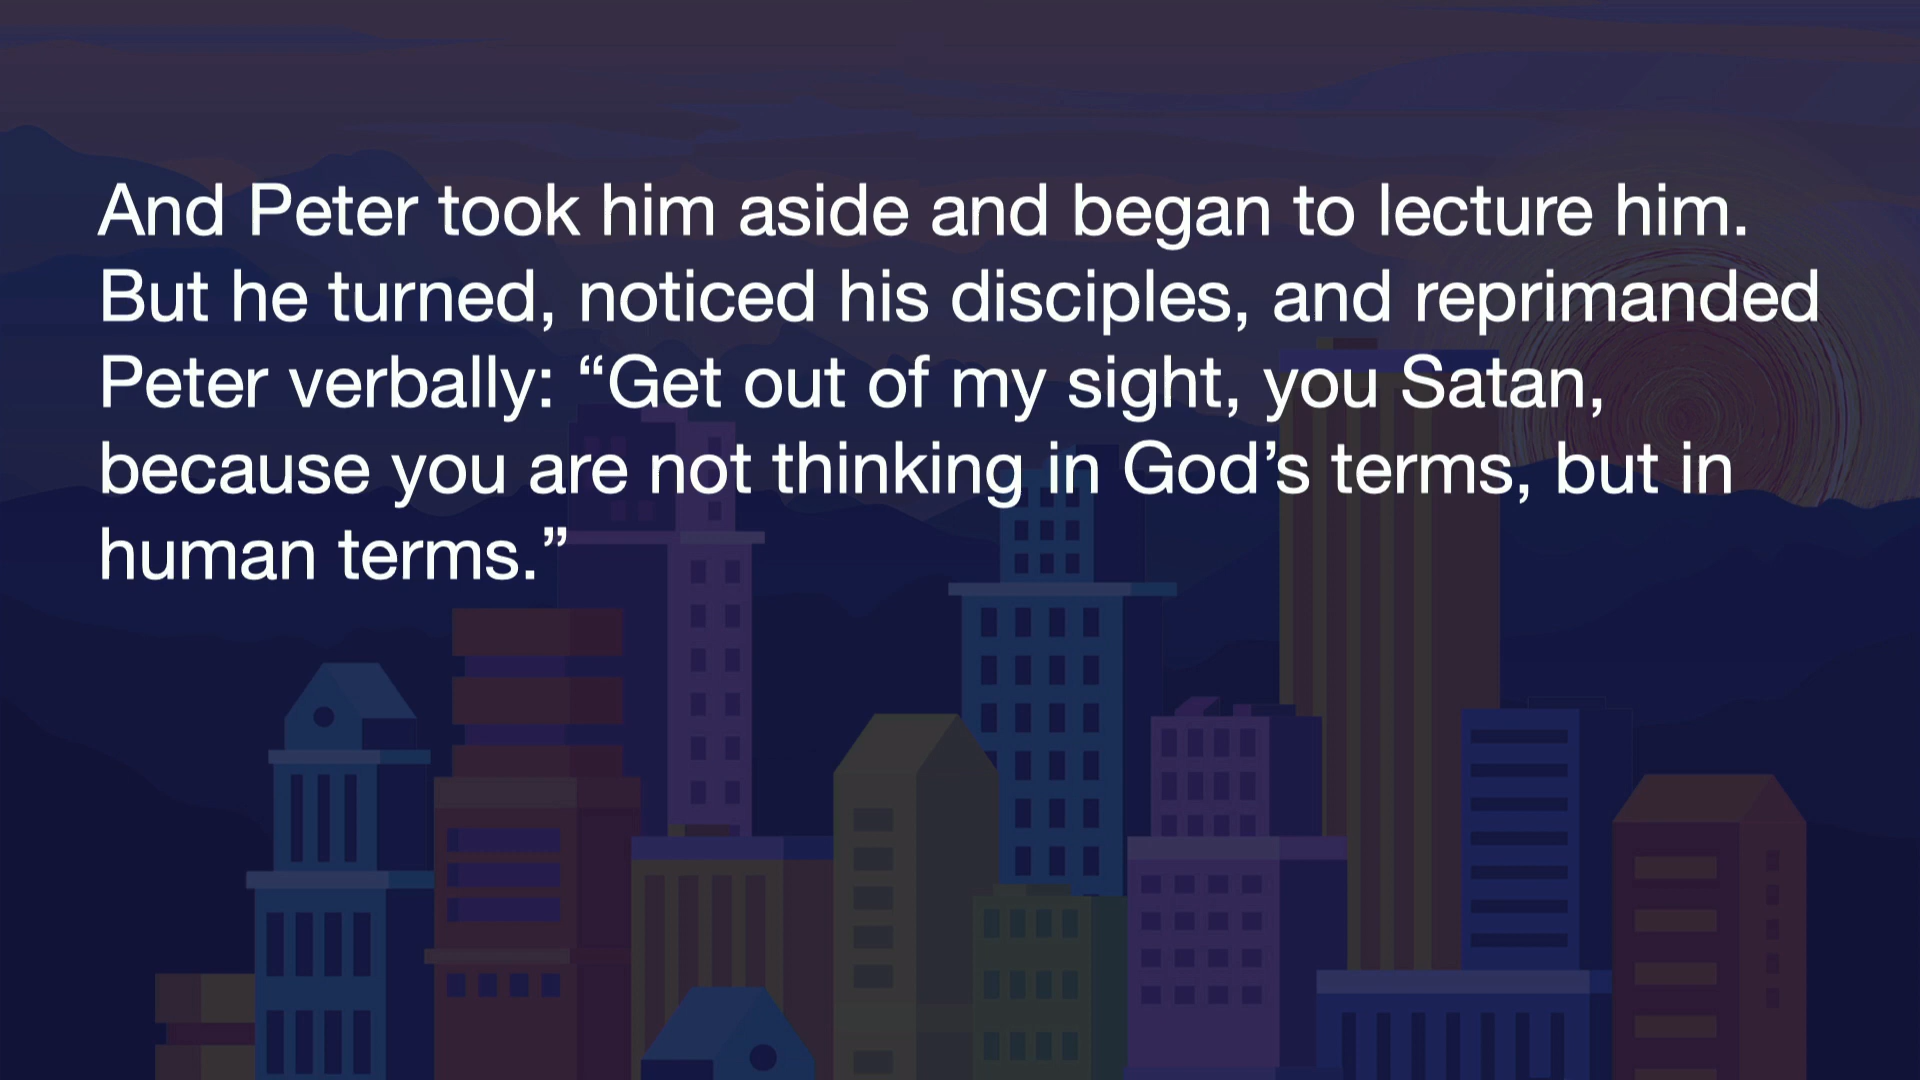 And Peter took him aside and began to lecture him.
But he turned, noticed his disciples, and reprimanded
Peter verbally: “Get out of my sight, you Satan,
because you are not thinking in God’s terms, but in
human terms.”